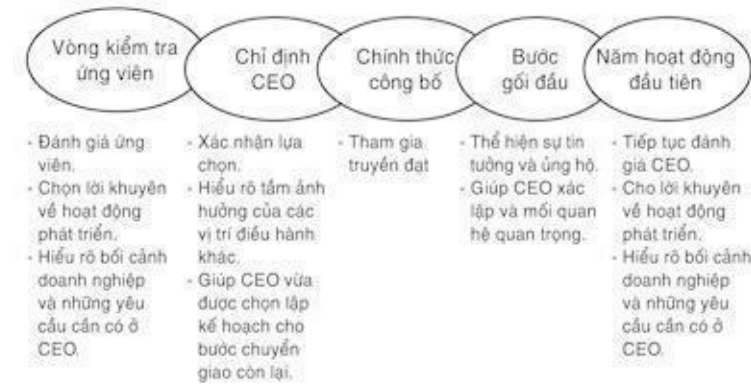 Vòng kiểm tra
ứng viên
Chỉ định
CEO
Chính thức
công bố
Bước
gối đầu
Năm hoạt động
đầu tiên
- Đánh giá ứng
viên.
- Chọn lời khuyên
về hoạt động
phát triển.
- Hiểu rõ bối cảnh
doanh nghiệp
và những yêu
cầu cần có ở
CEO.
- Xác nhận lựa
chọn.
- Hiểu rõ tầm ảnh
hưởng của các
vị trí điều hành
khác.
- Giúp CEO vừa
được chọn lập
kế hoạch cho
bước chuyển
giao còn lại.
- Tham gia
truyền đạt
- Thể hiện sự tin
tưởng và ủng hộ.
- Giúp CEO xác
lập và mối quan
hệ quan trọng.
- Tiếp tục đánh
giá CEO.
- Cho lời khuyên
về hoạt động
phát triển.
- Hiểu rõ bối cảnh
doanh nghiệp
và những yêu
cầu cần có ở
CEO.